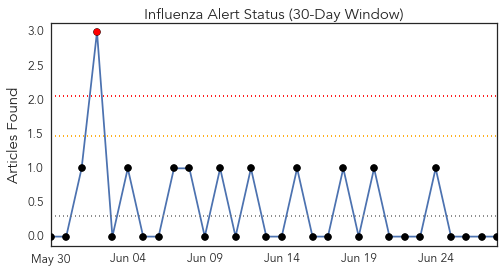 Influenza Alert Status (30-Day Window)
Articles Found
3.0
2.5
2.0
1.5
1.0
0.5
0.0
May 30
Jun 04
Jun 09
Jun 14
Jun 19
Jun 24